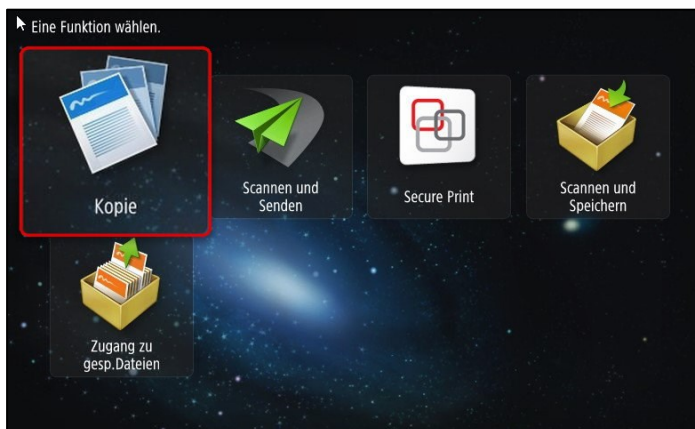 Eine Funktion wählen.
Kopie
Scannen und
Senden
Secure Print
Scannen und
Speichern
Zugang zu
gesp.Dateien